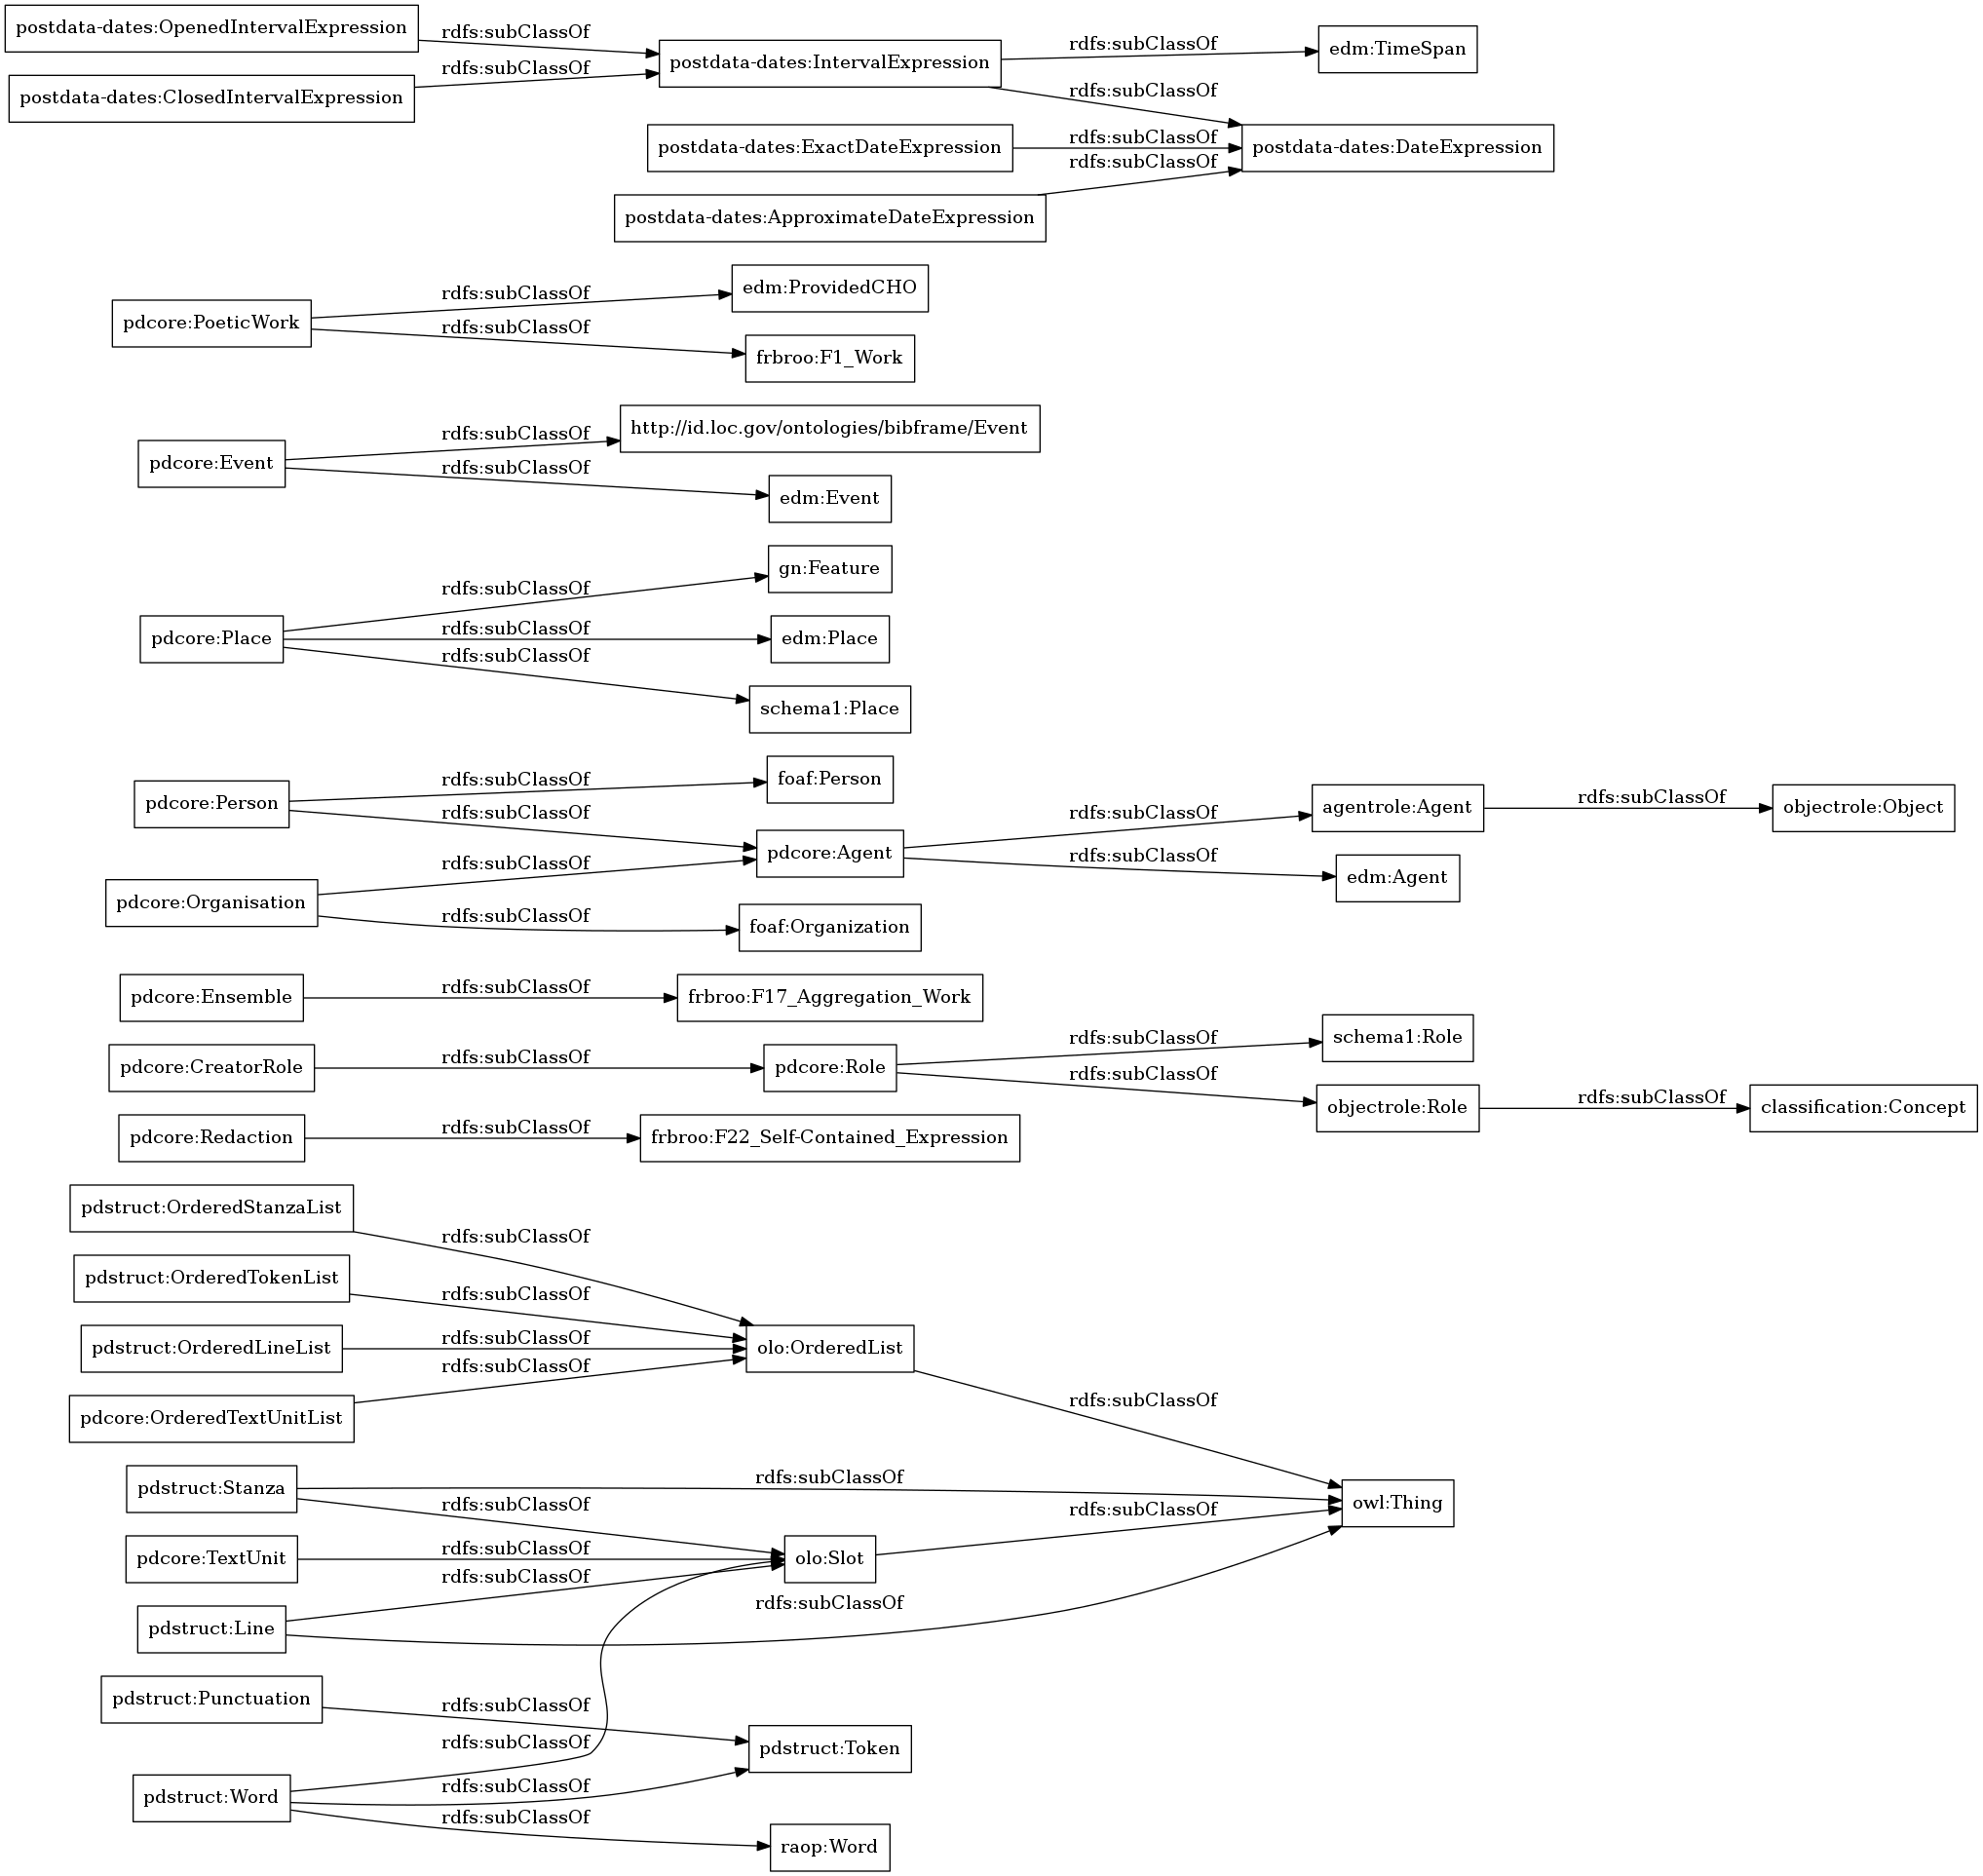 postdata-dates:OpenedIntervalExpression
rdfs:subClassOf
postdata-dates:IntervalExpression
rdfs:subClassOf
edm:TimeSpan
postdata-dates:ClosedIntervalExpression
rdfs:subClassOf
rdfs:subClassOf
postdata-dates:ExactDateExpression
rdfs:subClassOf
postdata-dates:DateExpression
rdfs:subClassOf
postdata-dates:ApproximateDateExpression
pdcore:PoeticWork
rdfs:subClassOf
edm:ProvidedCHO
rdfs:subClassOf
frbroo:F1_Work
pdcore:Event
rdfs:subClassOf
http://id.loc.gov/ontologies/bibframe/Event
rdfs:subClassOf
edm:Event
pdcore:Place
rdfs:subClassOf
gn:Feature
rdfs:subClassOf
edm:Place
rdfs:subClassOf
schema1:Place
pdcore:Person
rdfs:subClassOf
foaf:Person
rdfs:subClassOf
pdcore:Agent
rdfs:subClassOf
agentrole:Agent
rdfs:subClassOf
objectrole:Object
rdfs:subClassOf
edm:Agent
pdcore:Organisation
rdfs:subClassOf
rdfs:subClassOf
foaf:Organization
pdcore:Ensemble
rdfs:subClassOf
frbroo:F17_Aggregation_Work
pdcore:CreatorRole
rdfs:subClassOf
pdcore:Role
rdfs:subClassOf
schema1:Role
rdfs:subClassOf
objectrole:Role
rdfs:subClassOf
classification:Concept
pdcore:Redaction
rdfs:subClassOf
frbroo:F22_Self-Contained_Expression
pdstruct:OrderedStanzaList
rdfs:subClassOf
pdstruct:OrderedTokenList
rdfs:subClassOf
pdstruct:OrderedLineList
rdfs:subClassOf
olo:OrderedList
rdfs:subClassOf
pdcore:OrderedTextUnitList
rdfs:subClassOf
pdstruct:Stanza
rdfs:subClassOf
rdfs:subClassOf
owl:Thing
pdcore:TextUnit
rdfs:subClassOf
olo:Slot
rdfs:subClassOf
pdstruct:Line
rdfs:subClassOf
rdfs:subClassOf
pdstruct:Punctuation
rdfs:subClassOf
pdstruct:Token
pdstruct:Word
rdfs:subClassOf
rdfs:subClassOf
rdfs:subClassOf
raop:Word